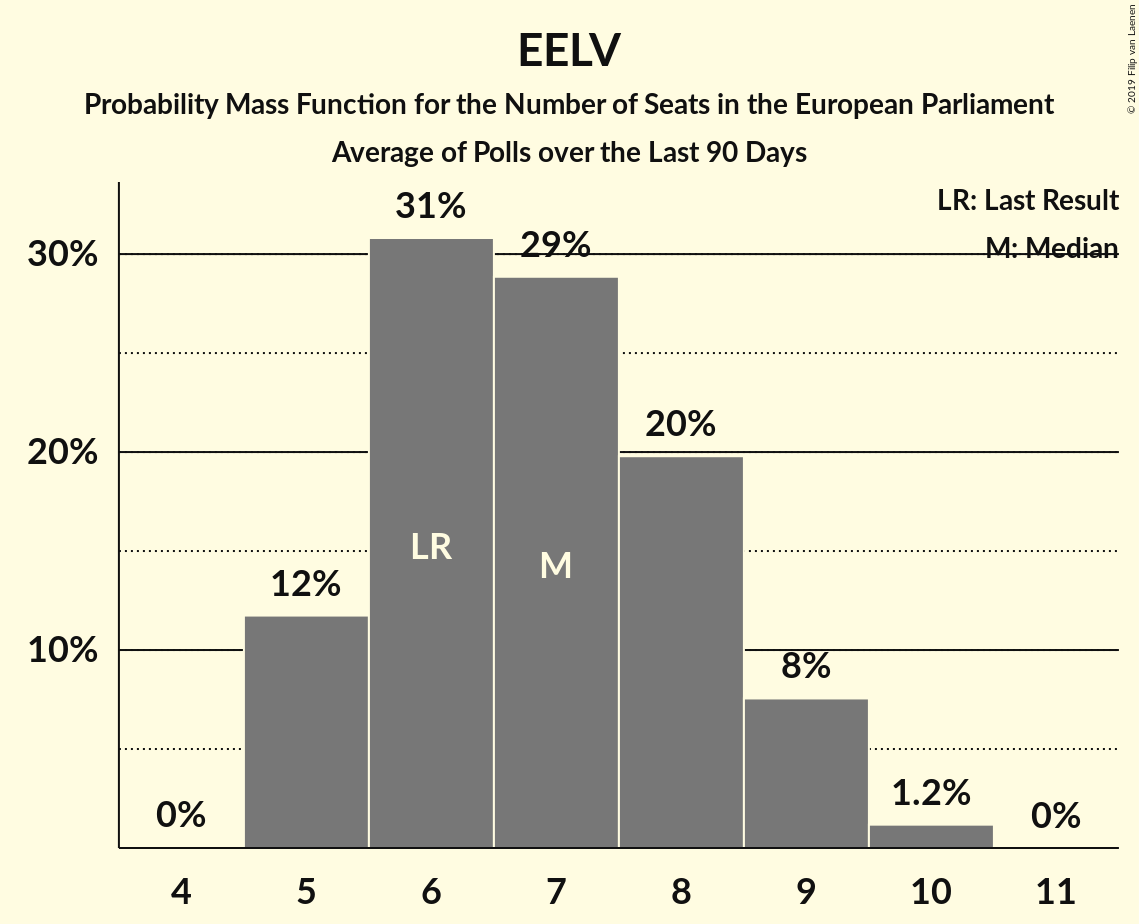 EELV
Probability Mass Function for the Number of Seats in the European Parliament
Average of Polls over the Last 90 Days
© 2019 Filip van Laenen
LR: Last Result
M: Median
31%
29%
30%
20%
20%
LR
M
12%
10%
8%
0%
1.2%
0%
4 5 6 7 8 9 10 11